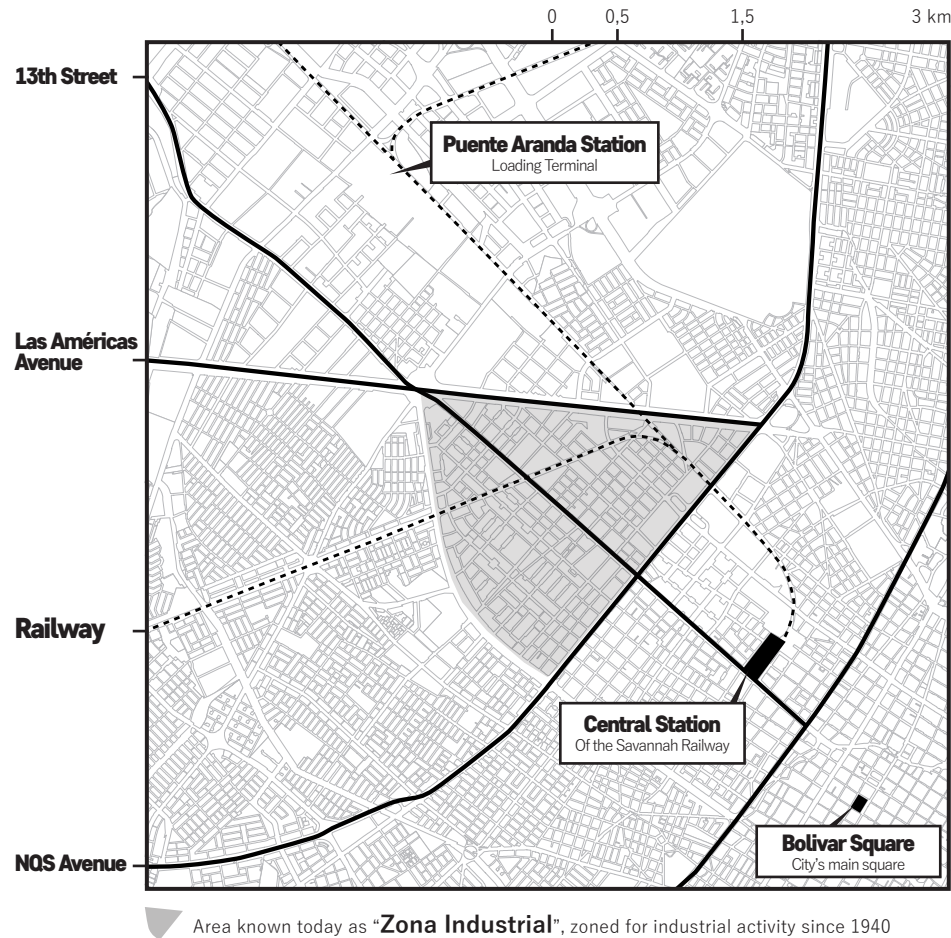 0 0,5 1,5 3 km
13th Street
Puente Aranda Station
Loading Terminal
Las Américas
Avenue
Railway
Central Station
Of the Savannah Railway
Bolivar Square
City's main square
NQS Avenue
Area known today as “Zona Industrial”, zoned for industrial activity since 1940